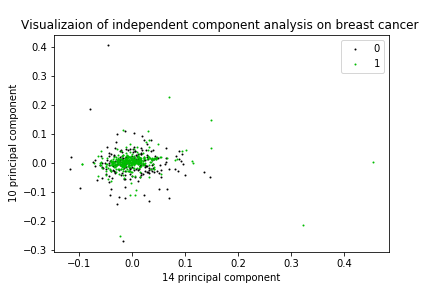 Visualizaion of independent component analysis on breast cancer
0
1
0.4
0.3
0.2
0.1
0.0
−0.1
−0.2
−0.3
10 principal component
−0.1 0.0 0.1 0.2 0.3 0.4
14 principal component